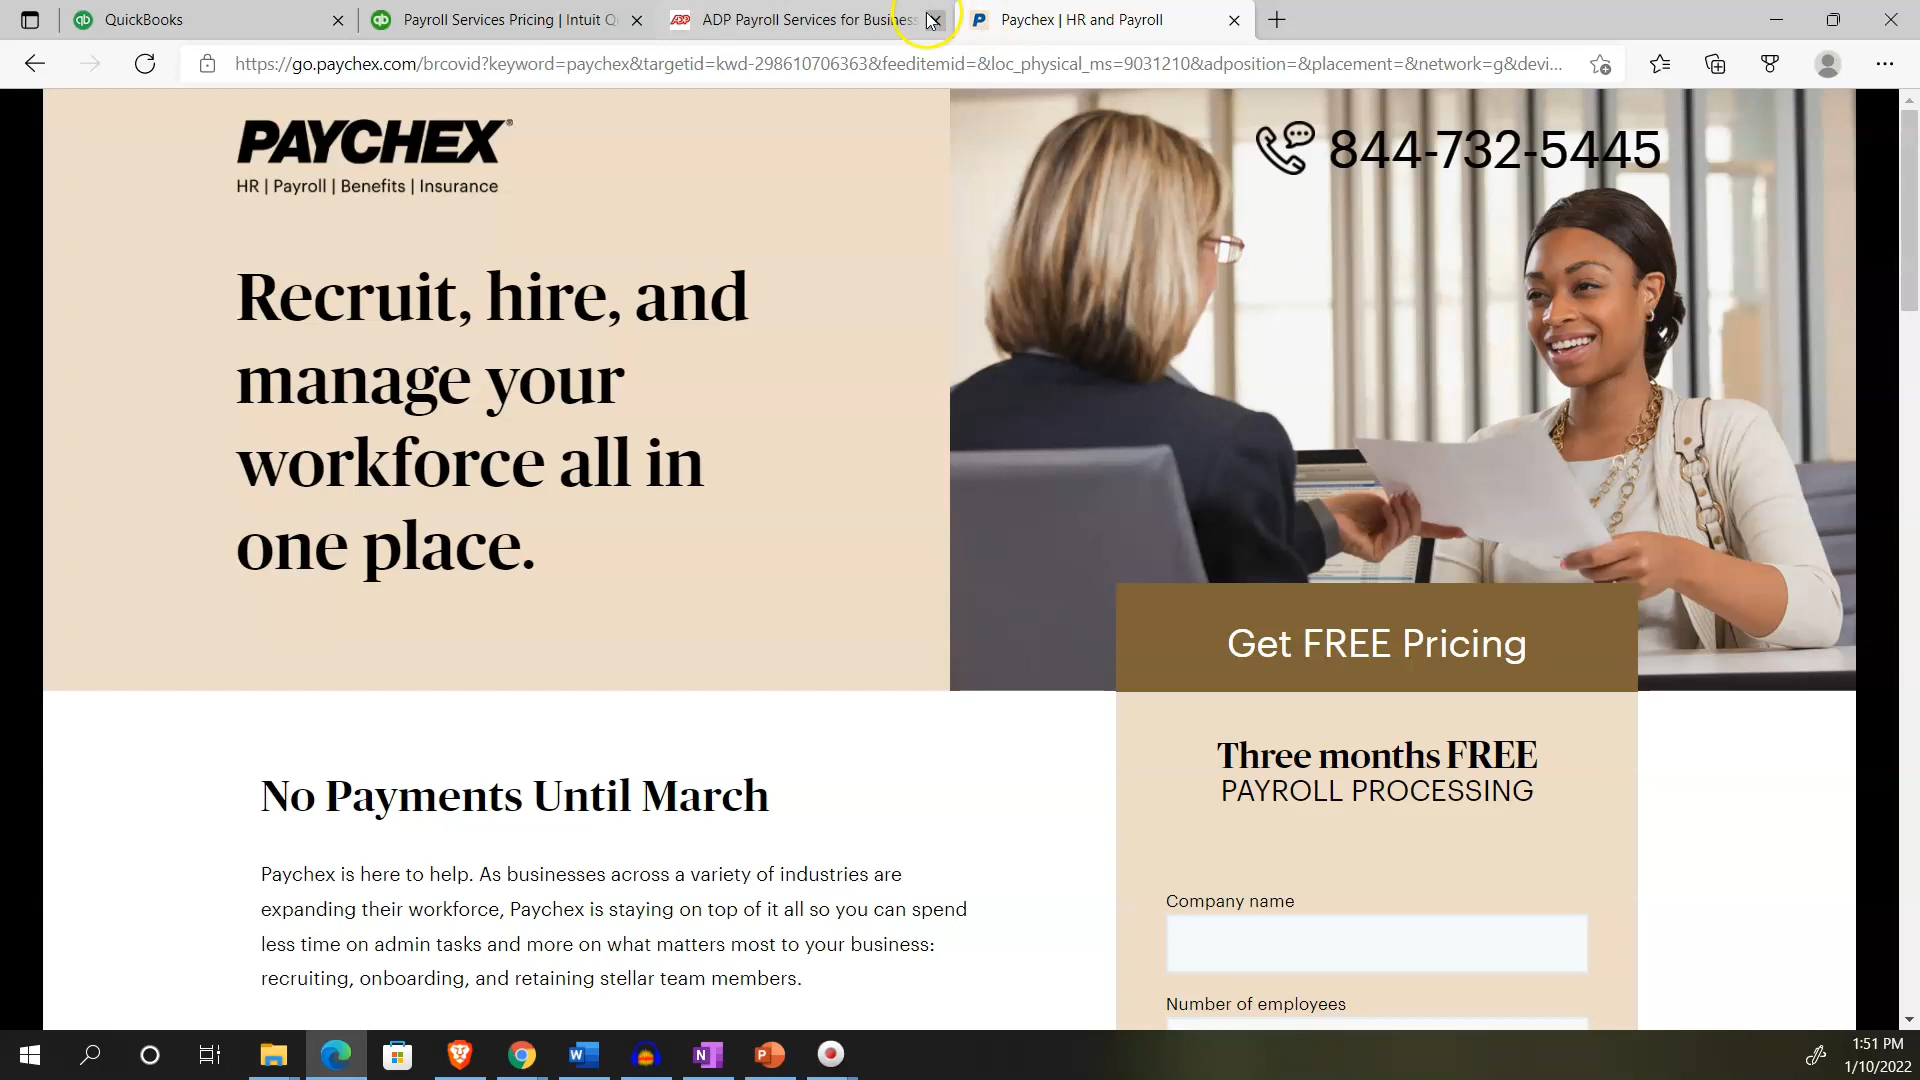 QuickBooks
Payroll Services Pricing | Intuit Q
ADP Payroll Services for Business
Paychex | HR and Payroll
https://go.paychex.com/brcovid?keyword=paychex&targetid=kwd-298610706363&feeditemid=&loc_physical_ms=9031210&adposition=&placement=&network=g&devi...
PAYCHEX®
HR | Payroll | Benefits | Insurance
844-732-5445
Recruit, hire, and
manage your
workforce all in
one place.
Get FREE Pricing
Three months FREE
PAYROLL PROCESSING
No Payments Until March
Paychex is here to help. As businesses across a variety of industries are
expanding their workforce, Paychex is staying on top of it all so you can spend
less time on admin tasks and more on what matters most to your business:
recruiting, onboarding, and retaining stellar team members.
Company name
Number of employees
1:51 PM
1/10/2022